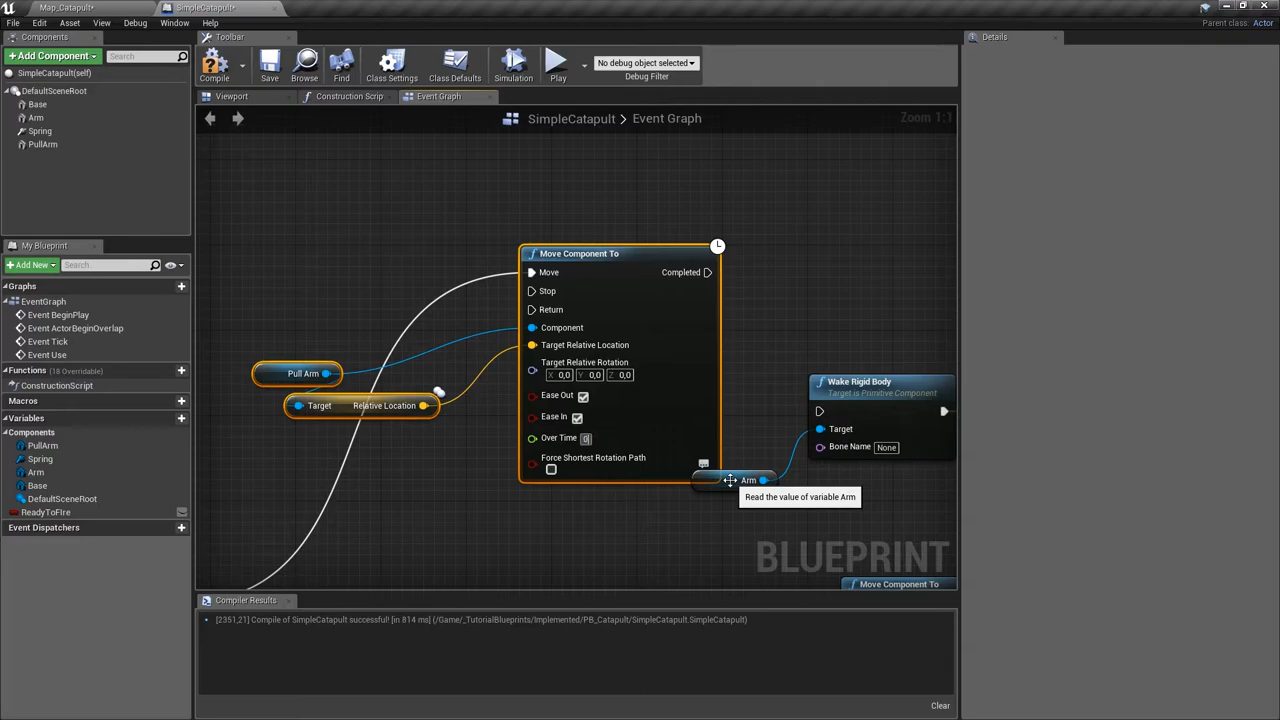 Map_Catapult*
SimpleCatapult*
File Edit Asset View Debug Window Help
Parent class: Actor
Components
Toolbar
Details
Add Component
Search
SimpleCatapult(self)
DefaultSceneRoot
Base
Arm
Spring
PullArm
Compile
Save
Browse
Find
Class Settings
Class Defaults
Simulation
Play
No debug object selected
Debug Filter
Viewport
Construction Scrip
Event Graph
SimpleCatapult > Event Graph
Zoom 1:1
My Blueprint
Add New
Search
Graphs
EventGraph
Event BeginPlay
Event ActorBeginOverlap
Event Tick
Event Use
Functions (18 Overridable)
ConstructionScript
Macros
Variables
Components
PullArm
Spring
Arm
Base
DefaultSceneRoot
ReadyToFIre
Event Dispatchers
Move Component To
Move
Completed
Stop
Return
Component
Target Relative Location
Target Relative Rotation
X 0,0 Y 0,0 Z 0,0
Ease Out
Ease In
Over Time 0
Force Shortest Rotation Path
Pull Arm
Target
Relative Location
Wake Rigid Body
Target is Primitive Component
Target
Bone Name None
Arm
Read the value of variable Arm
BLUEPRINT
Move Component To
Compiler Results
[2351,21] Compile of SimpleCatapult successful! [in 814 ms] (/Game/_TutorialBlueprints/Implemented/PB_Catapult/SimpleCatapult.SimpleCatapult)
Clear